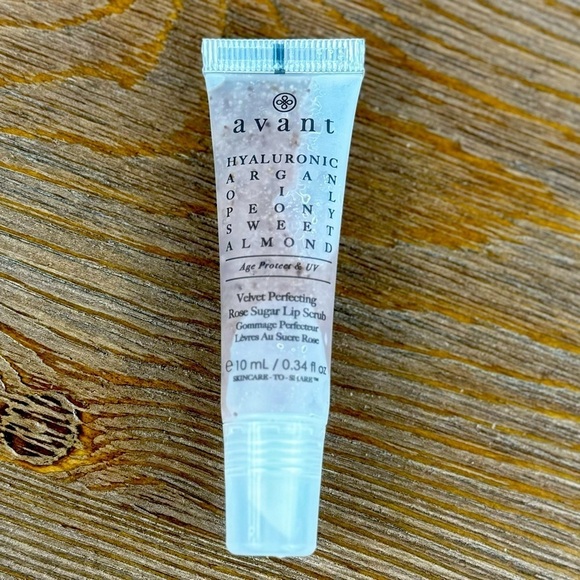 avant
HYALURONIC
A R G A N
O I L
P E O N Y
S W E E T
ALMOND
Age Protect & UV
Velvet Perfecting
Rose Sugar Lip Scrub
Gommage Perfecteur
Lèvres Au Sucre Rose
℮ 10 mL / 0.34 fl oz
SKINCARE-TO-SHARE™